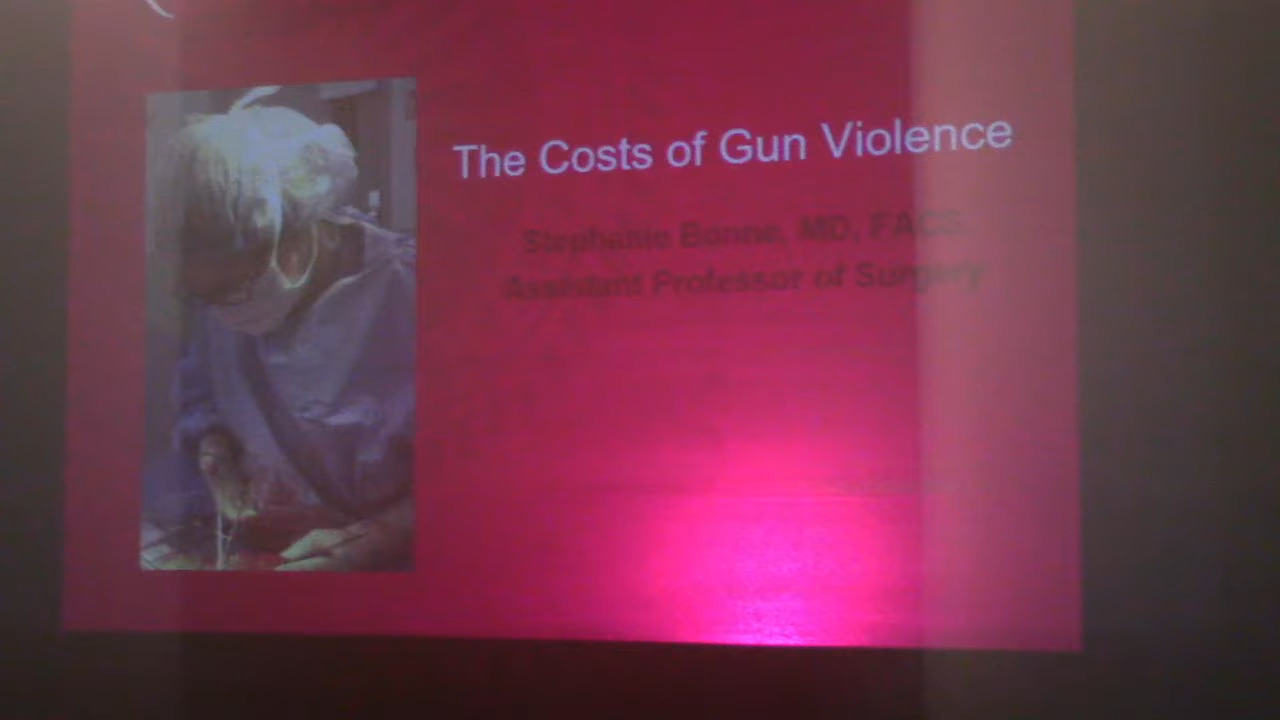 The Costs of Gun Violence
Stephanie Bonne, MD, FACS
Assistant Professor of Surgery